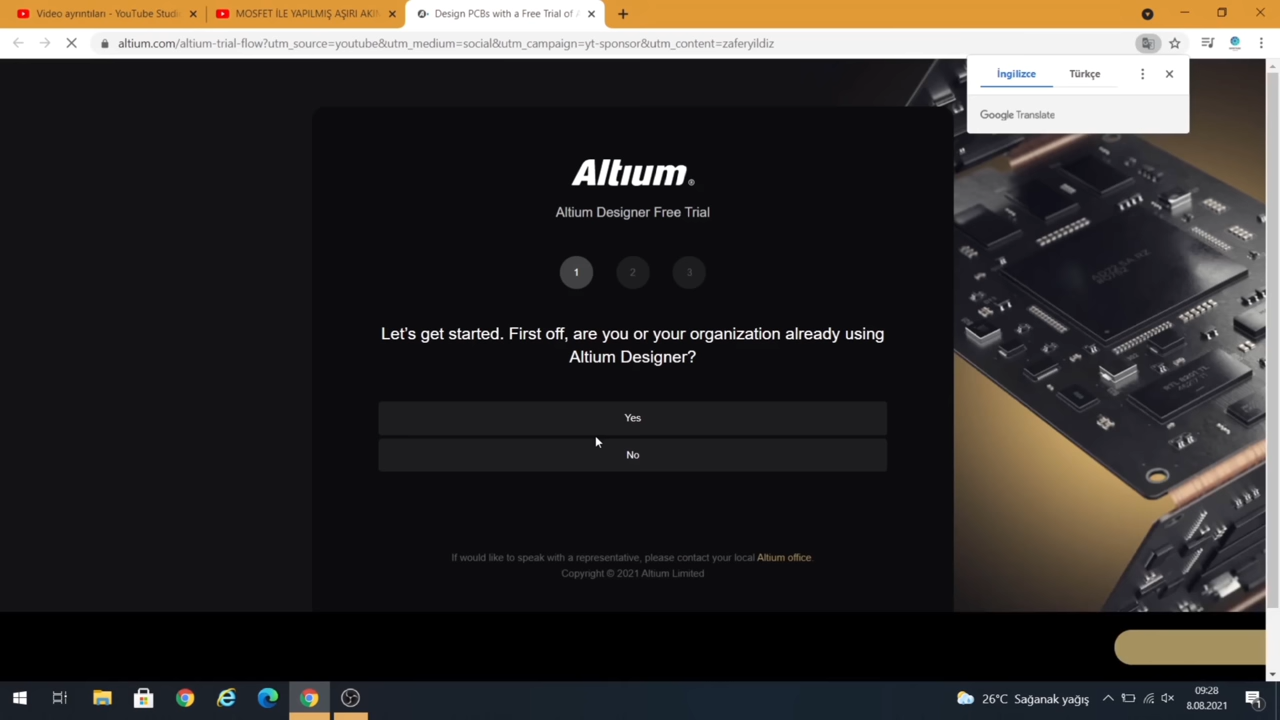 Video ayrıntıları - YouTube Studi
MOSFET İLE YAPILMIŞ AŞIRI AKIM
Design PCBs with a Free Trial of A
altium.com/altium-trial-flow?utm_source=youtube&utm_medium=social&utm_campaign=yt-sponsor&utm_content=zaferyildiz
İngilizce
Türkçe
Google Translate
Altium®
Altium Designer Free Trial
1
2
3
Let's get started. First off, are you or your organization already using
Altium Designer?
Yes
No
If would like to speak with a representative, please contact your local Altium office.
Copyright © 2021 Altium Limited
26°C Sağanak yağış
09:28
8.08.2021
1